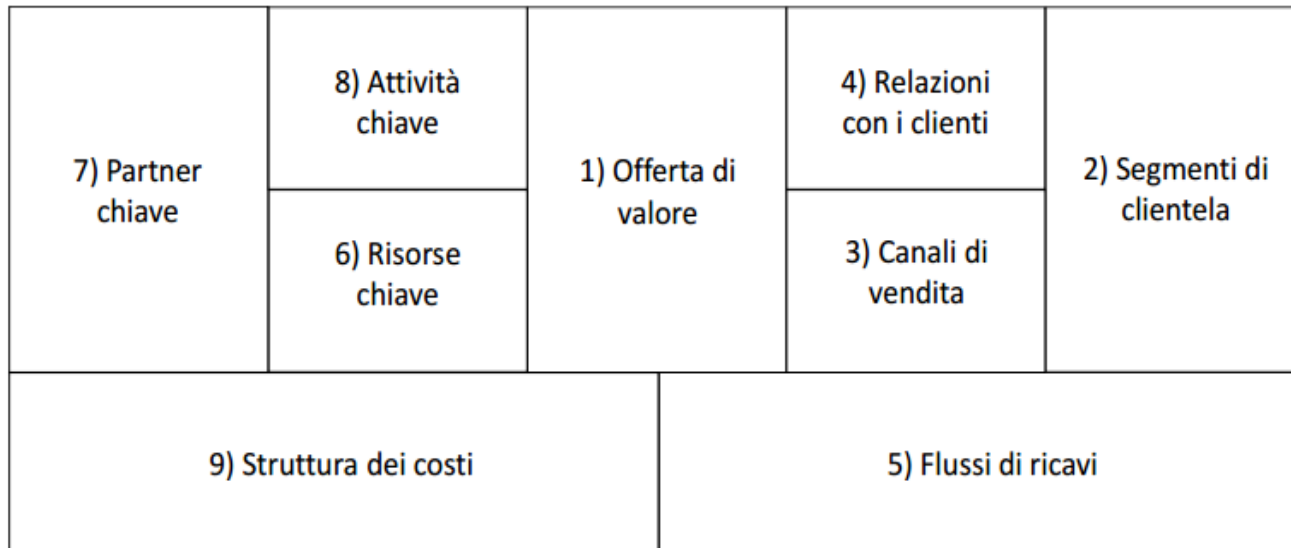 7) Partner
chiave
8) Attività
chiave
6) Risorse
chiave
1) Offerta di
valore
4) Relazioni
con i clienti
3) Canali di
vendita
2) Segmenti di
clientela
9) Struttura dei costi
5) Flussi di ricavi